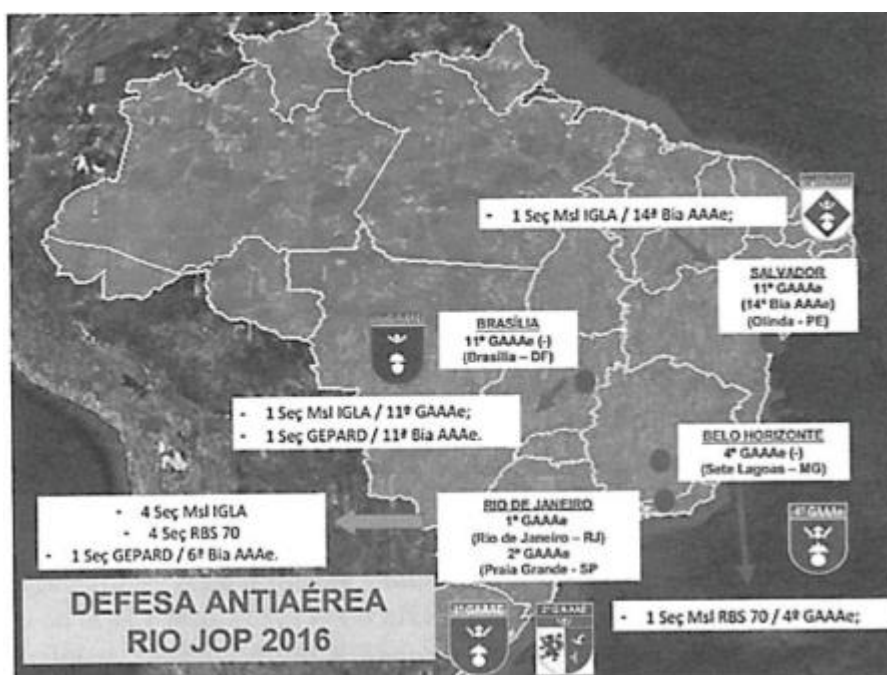 - 1 Seç Msl IGLA / 14ª Bia AAAe;
SALVADOR
11º GAAAe
(14ª Bia AAAe)
(Olinda - PE)
BRASÍLIA
11º GAAAe (-)
(Brasília – DF)
- 1 Seç Msl IGLA / 11º GAAAe;
- 1 Seç GEPARD / 11ª Bia AAAe.
BELO HORIZONTE
4º GAAAe (-)
(Sete Lagoas – MG)
4º GAAAe
- 4 Seç Msl IGLA
- 4 Seç RBS 70
- 1 Seç GEPARD / 6ª Bia AAAe.
RIO DE JANEIRO
1º GAAAe
(Rio de Janeiro – RJ)
2º GAAAe
(Praia Grande - SP
DEFESA ANTIAÉREA
RIO JOP 2016
1º GAAAE
2º GAAAE
- 1 Seç Msl RBS 70 / 4º GAAAe;